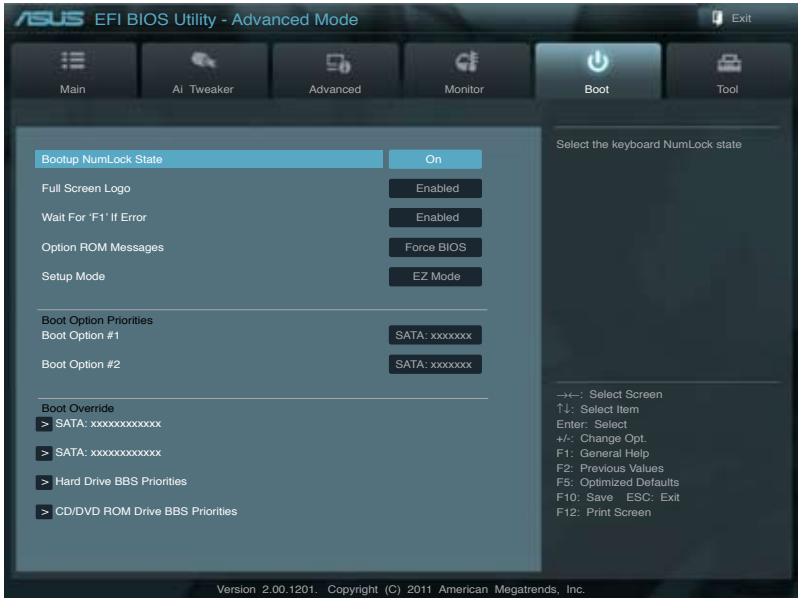 ASUS EFI BIOS Utility - Advanced Mode
Exit
Main
Ai Tweaker
Advanced
Monitor
Boot
Tool
Bootup NumLock State On
Full Screen Logo Enabled
Wait For ‘F1’ If Error Enabled
Option ROM Messages Force BIOS
Setup Mode EZ Mode
Boot Option Priorities
Boot Option #1 SATA: xxxxxxx
Boot Option #2 SATA: xxxxxxx
Boot Override
> SATA: xxxxxxxxxxxx
> SATA: xxxxxxxxxxxx
> Hard Drive BBS Priorities
> CD/DVD ROM Drive BBS Priorities
Select the keyboard NumLock state
→←: Select Screen
↑↓: Select Item
Enter: Select
+/-: Change Opt.
F1: General Help
F2: Previous Values
F5: Optimized Defaults
F10: Save ESC: Exit
F12: Print Screen
Version 2.00.1201. Copyright (C) 2011 American Megatrends, Inc.